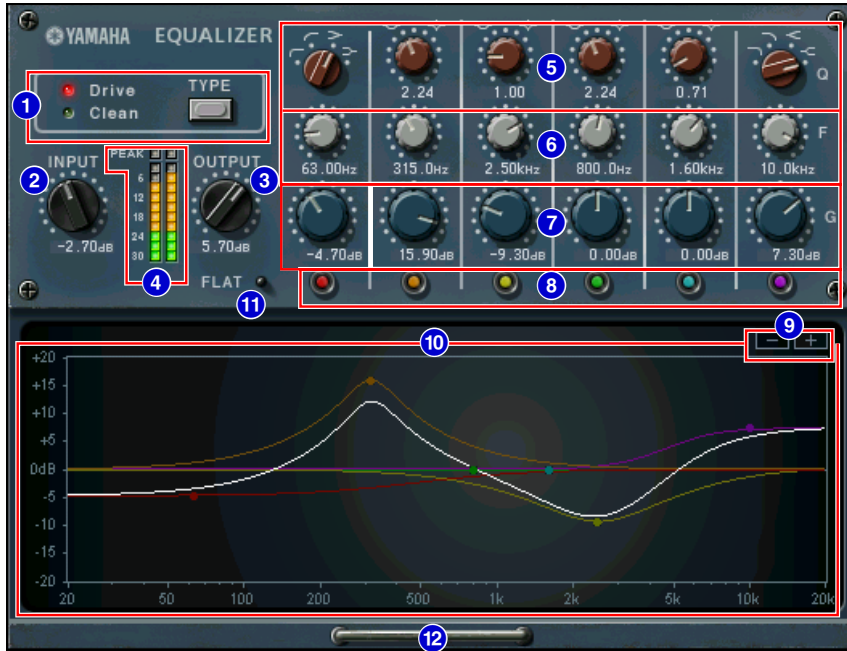 YAMAHA EQUALIZER
1
Drive
Clean
TYPE
5
2.24
1.00
2.24
0.71
Q
6
63.00Hz
315.0Hz
2.50kHz
800.0Hz
1.60kHz
10.0kHz
F
2
INPUT
-2.70dB
PEAK
6
12
18
24
30
4
OUTPUT
3
5.70dB
7
-4.70dB
15.90dB
-9.30dB
0.00dB
0.00dB
7.30dB
G
FLAT
11
8
9
− +
10
+20
+15
+10
+5
0dB
-5
-10
-15
-20
20 50 100 200 500 1k 2k 5k 10k 20k
12